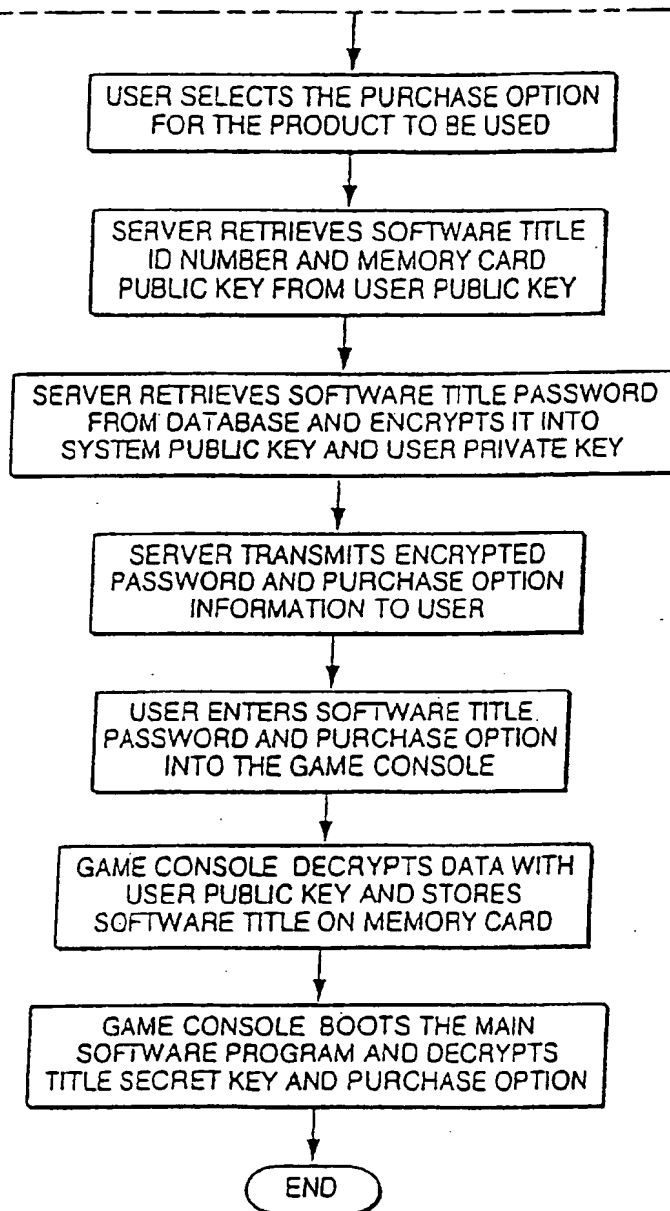 USER SELECTS THE PURCHASE OPTION
FOR THE PRODUCT TO BE USED
SERVER RETRIEVES SOFTWARE TITLE
ID NUMBER AND MEMORY CARD
PUBLIC KEY FROM USER PUBLIC KEY
SERVER RETRIEVES SOFTWARE TITLE PASSWORD
FROM DATABASE AND ENCRYPTS IT INTO
SYSTEM PUBLIC KEY AND USER PRIVATE KEY
SERVER TRANSMITS ENCRYPTED
PASSWORD AND PURCHASE OPTION
INFORMATION TO USER
USER ENTERS SOFTWARE TITLE
PASSWORD AND PURCHASE OPTION
INTO THE GAME CONSOLE
GAME CONSOLE DECRYPTS DATA WITH
USER PUBLIC KEY AND STORES
SOFTWARE TITLE ON MEMORY CARD
GAME CONSOLE BOOTS THE MAIN
SOFTWARE PROGRAM AND DECRYPTS
TITLE SECRET KEY AND PURCHASE OPTION
END